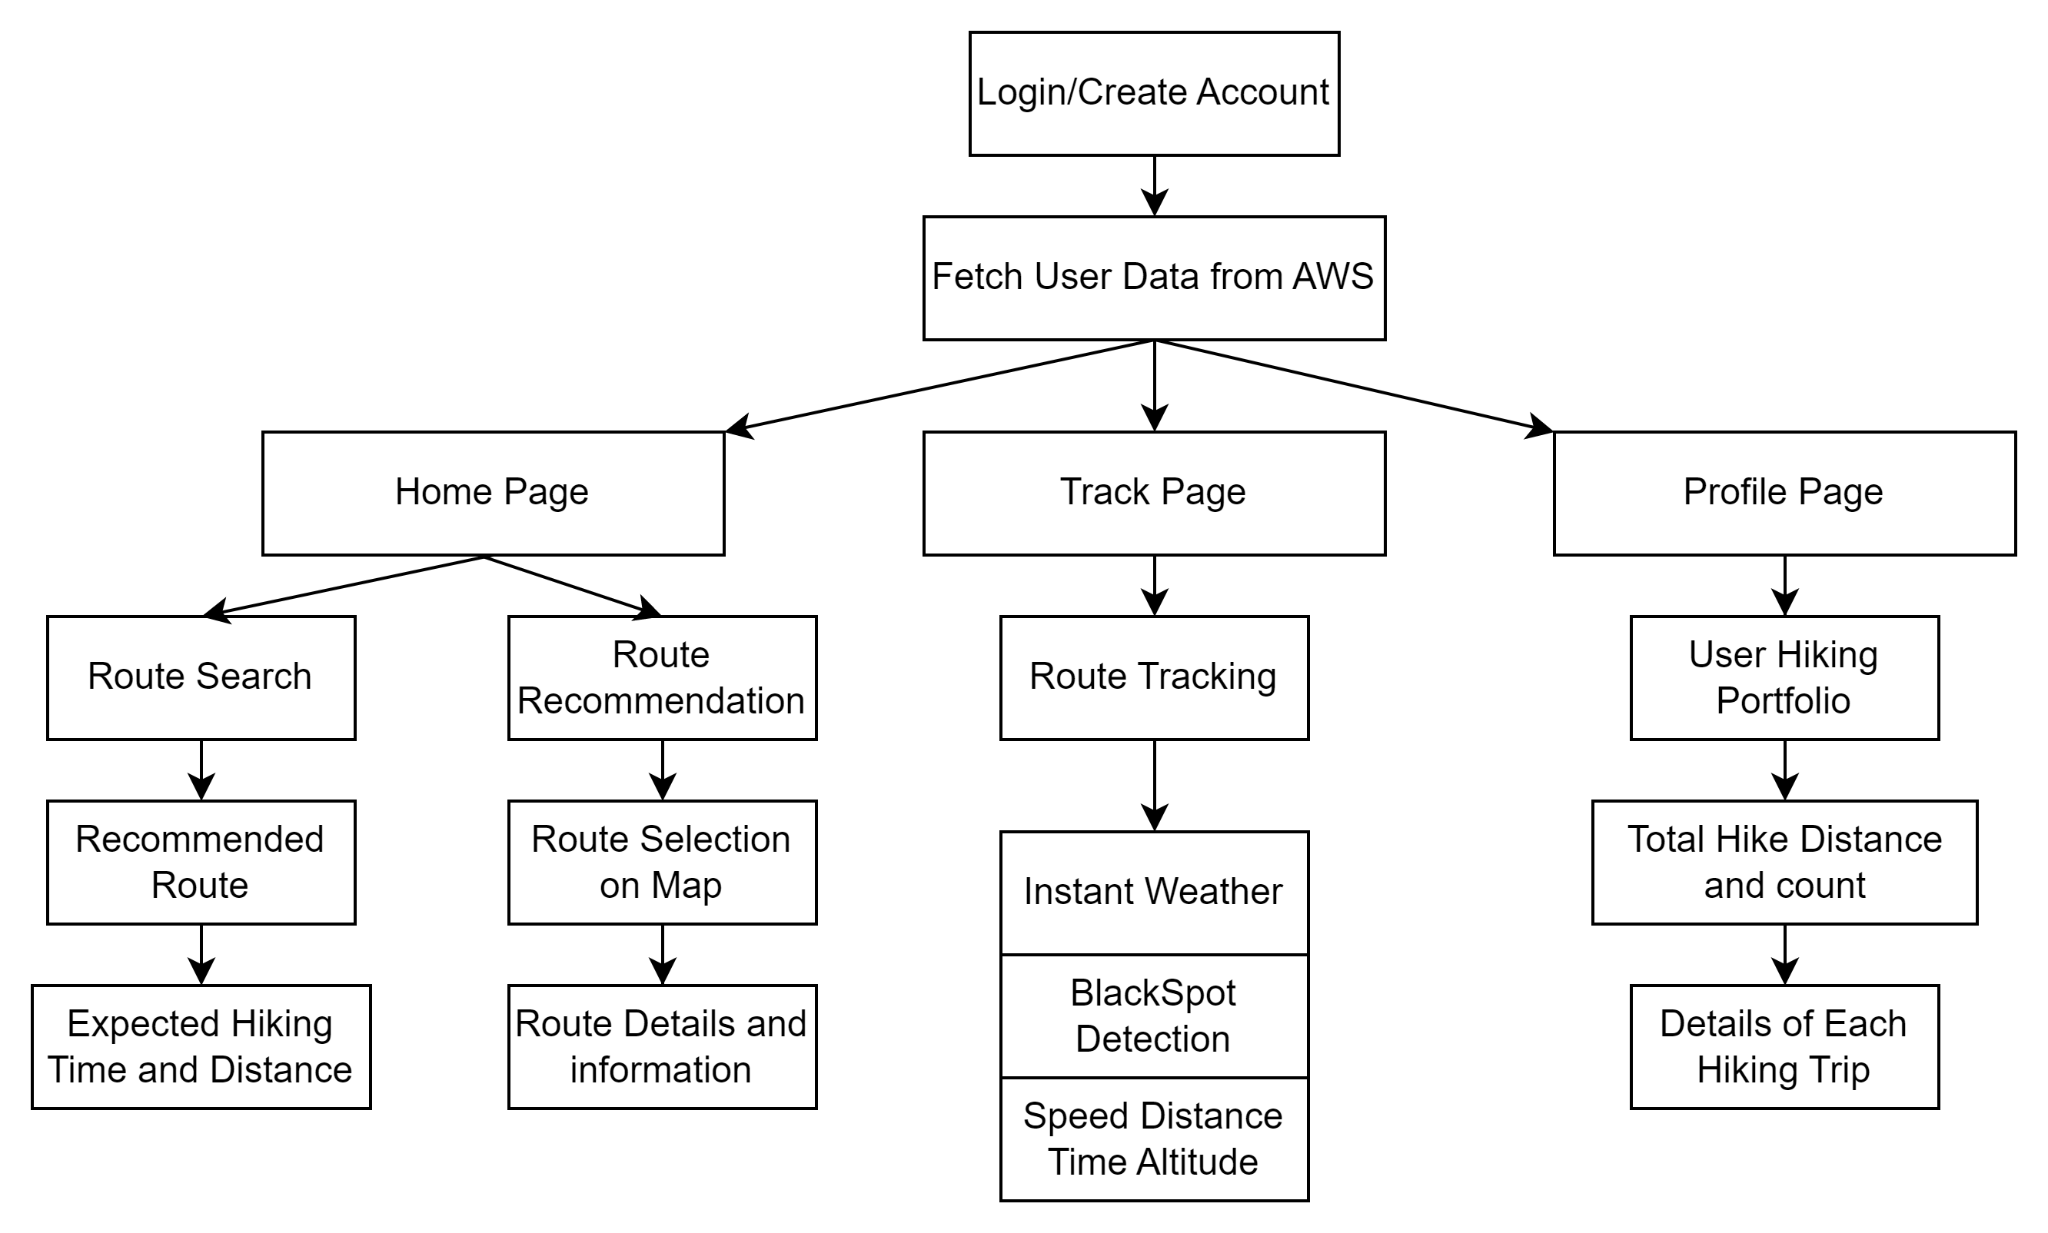 Login/Create Account
Fetch User Data from AWS
Home Page
Track Page
Profile Page
Route Search
Route
Recommendation
Route Tracking
User Hiking
Portfolio
Recommended
Route
Route Selection
on Map
Instant Weather
Total Hike Distance
and count
Expected Hiking
Time and Distance
Route Details and
information
BlackSpot
Detection
Details of Each
Hiking Trip
Speed Distance
Time Altitude